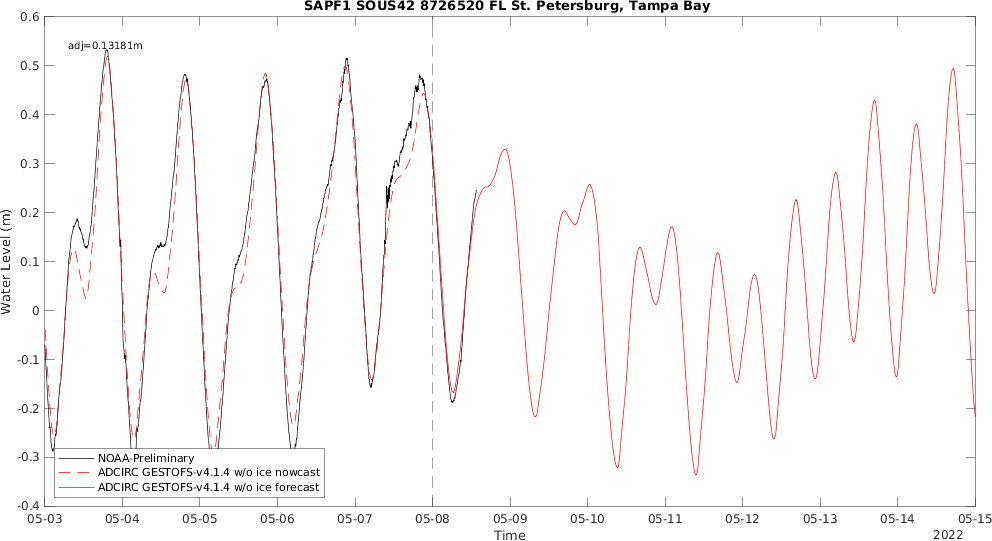 SAPF1 SOUS42 8726520 FL St. Petersburg, Tampa Bay
adj=0.13181m
0.6
0.5
0.4
0.3
0.2
0.1
0
-0.1
-0.2
-0.3
-0.4
Water Level (m)
NOAA-Preliminary
ADCIRC GESTOFS-v4.1.4 w/o ice nowcast
ADCIRC GESTOFS-v4.1.4 w/o ice forecast
05-03 05-04 05-05 05-06 05-07 05-08 05-09 05-10 05-11 05-12 05-13 05-14 05-15
Time
2022